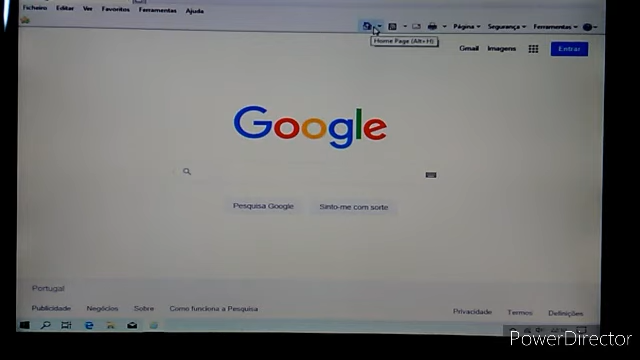 Ficheiro Editar Ver Favoritos Ferramentas Ajuda
Página Segurança Ferramentas
Home Page (Alt+H)
Gmail Imagens Entrar
Google
Pesquisa Google Sinto-me com sorte
Portugal
Publicidade Negócios Sobre Como funciona a Pesquisa Privacidade Termos Definições
PowerDirector